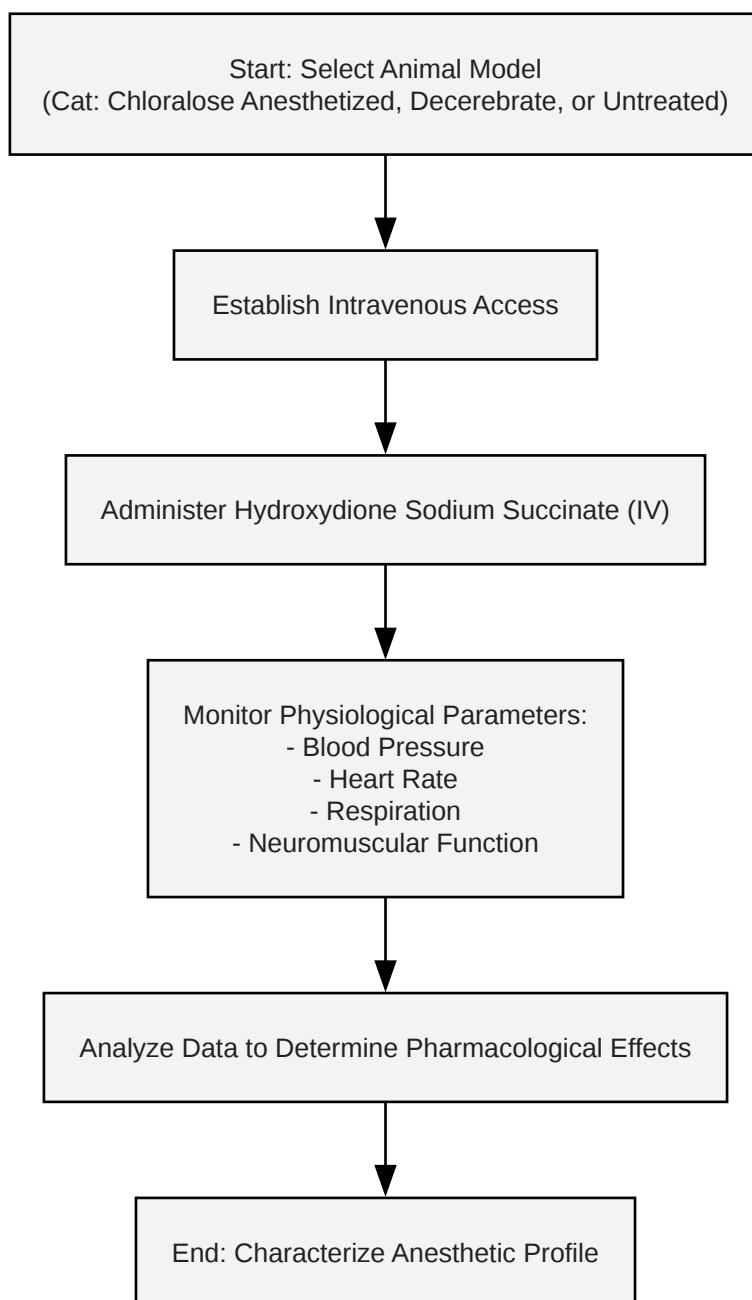 Start: Select Animal Model
(Cat: Chloralose Anesthetized, Decerebrate, or Untreated)
Establish Intravenous Access
Administer Hydroxydione Sodium Succinate (IV)
Monitor Physiological Parameters:
- Blood Pressure
- Heart Rate
- Respiration
- Neuromuscular Function
Analyze Data to Determine Pharmacological Effects
End: Characterize Anesthetic Profile